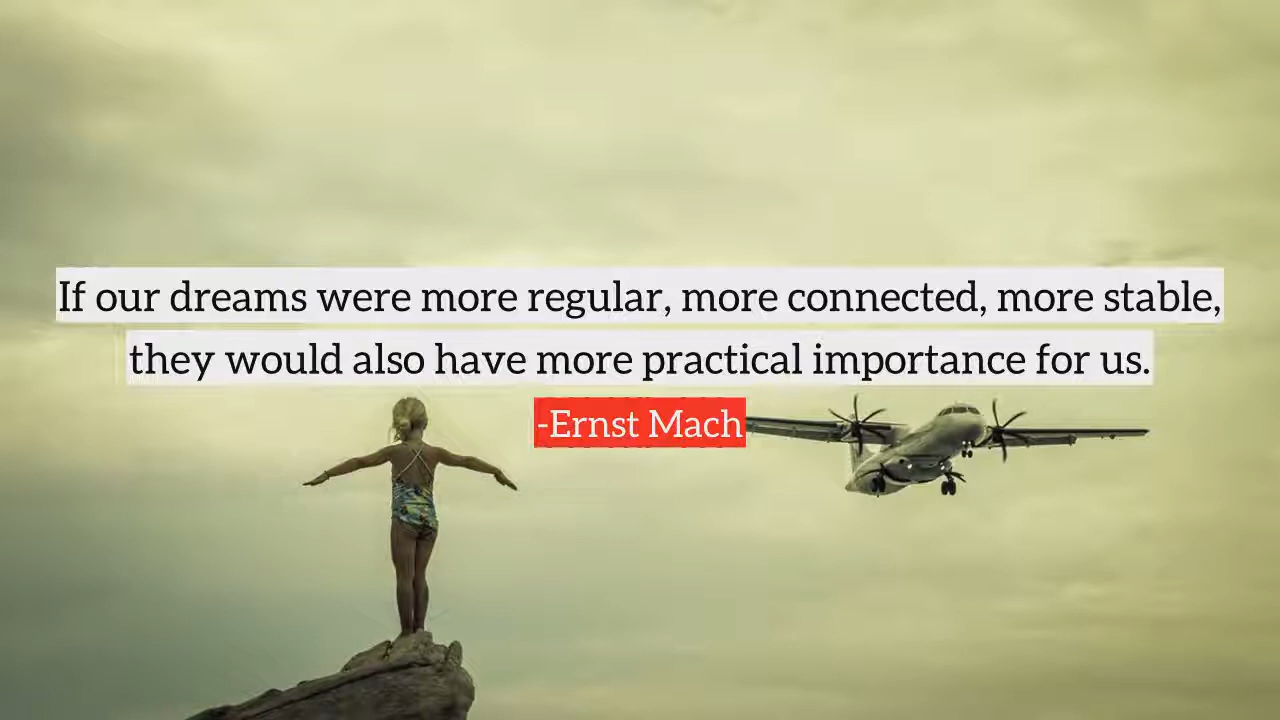 If our dreams were more regular, more connected, more stable,
they would also have more practical importance for us.
-Ernst Mach